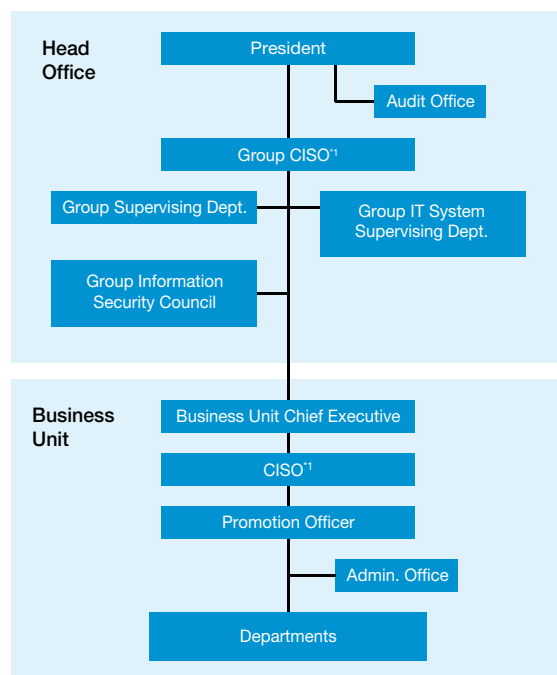 Head
Office
President
Audit Office
Group CISO*1
Group Supervising Dept.
Group IT System
Supervising Dept.
Group Information
Security Council
Business
Unit
Business Unit Chief Executive
CISO*1
Promotion Officer
Admin. Office
Departments